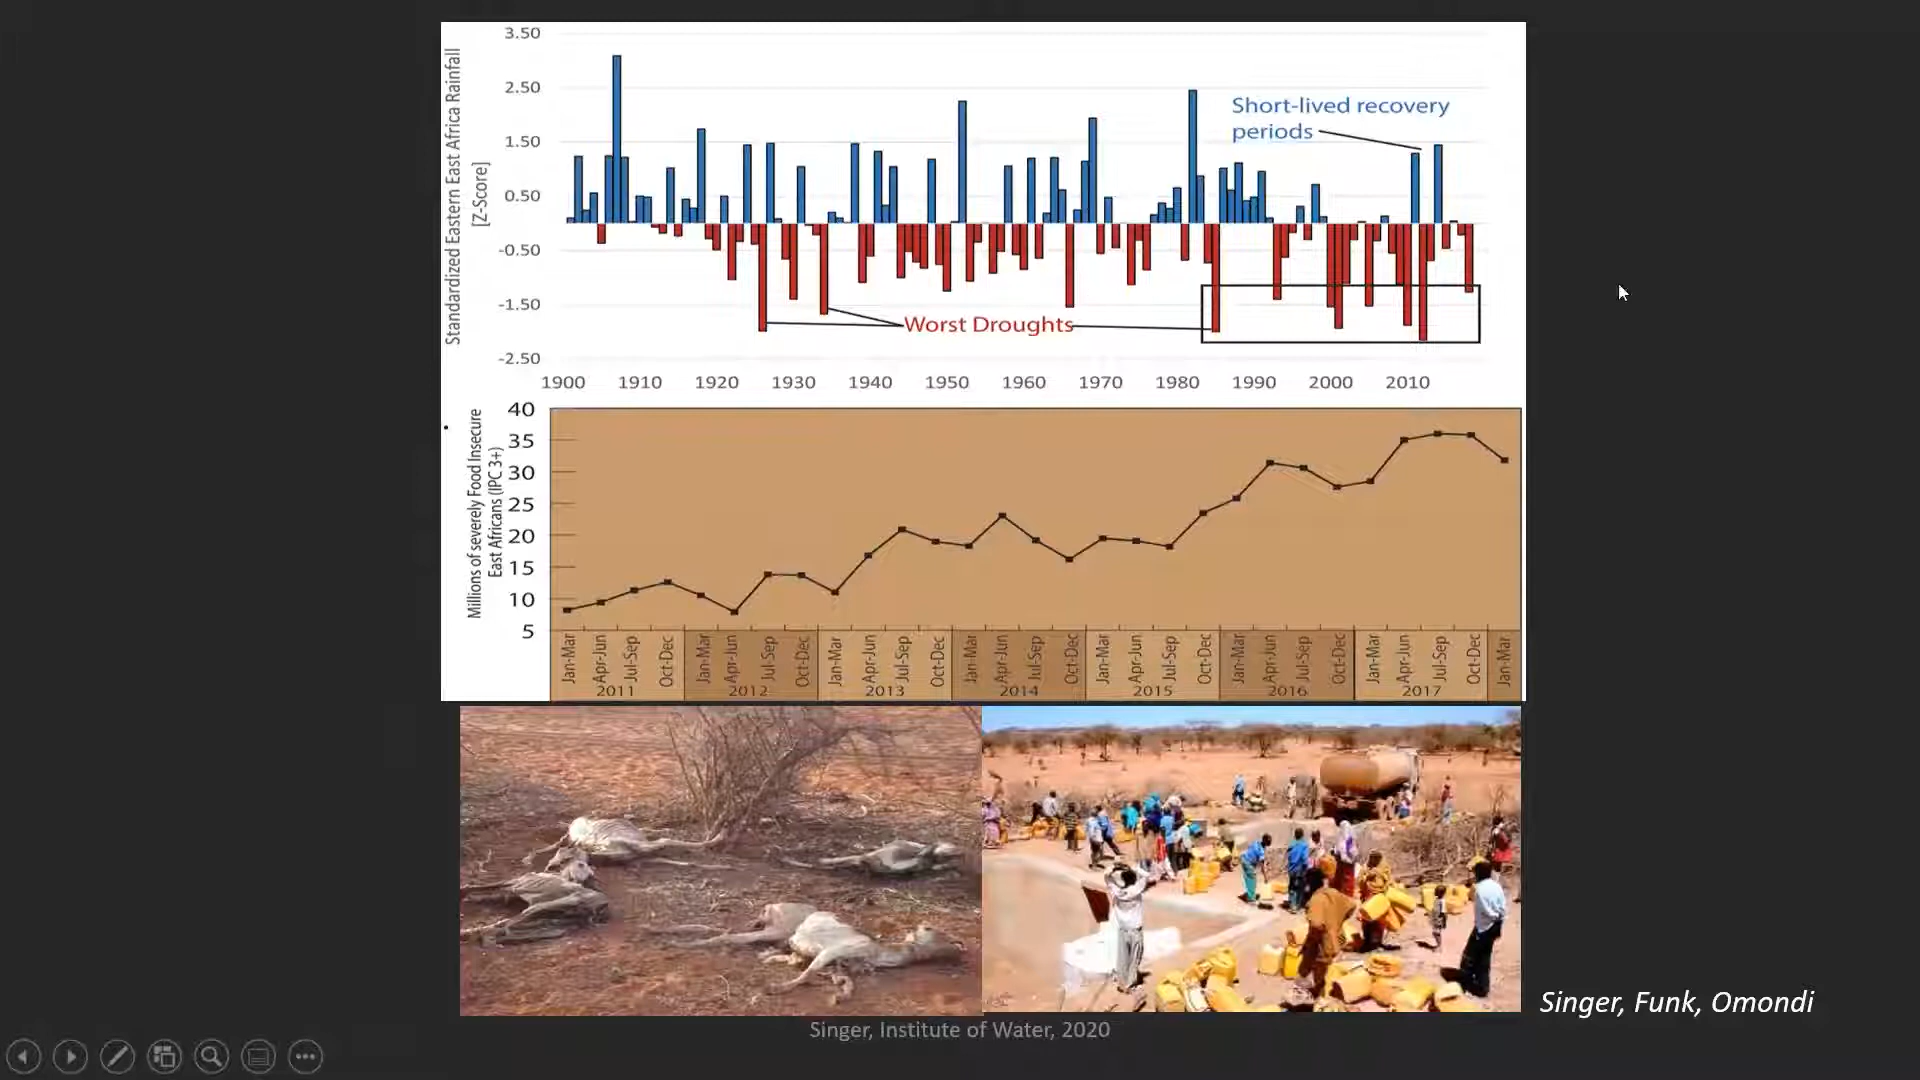 Standardized Eastern East Africa Rainfall
[Z-Score]
3.50
2.50
1.50
0.50
-0.50
-1.50
-2.50
Short-lived recovery
periods
Worst Droughts
1900 1910 1920 1930 1940 1950 1960 1970 1980 1990 2000 2010
Millions of severely Food Insecure
East Africans (IPC 3+)
40
35
30
25
20
15
10
5
Jan-Mar Apr-Jun Jul-Sep Oct-Dec Jan-Mar Apr-Jun Jul-Sep Oct-Dec Jan-Mar Apr-Jun Jul-Sep Oct-Dec Jan-Mar Apr-Jun Jul-Sep Oct-Dec Jan-Mar Apr-Jun Jul-Sep Oct-Dec Jan-Mar Apr-Jun Jul-Sep Oct-Dec Jan-Mar Apr-Jun Jul-Sep Oct-Dec Jan-Mar
2011 2012 2013 2014 2015 2016 2017
Singer, Funk, Omondi
Singer, Institute of Water, 2020